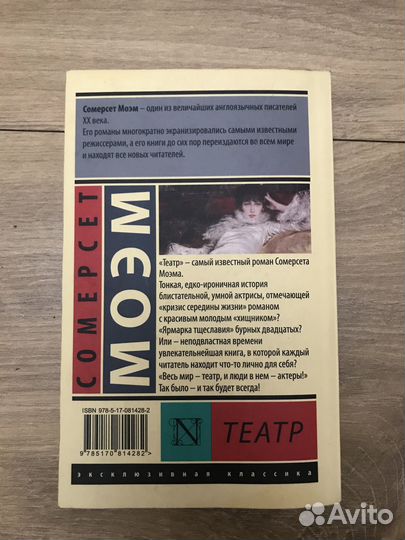 Сомерсет Моэм – один из величайших англоязычных писателей
XX века.
Его романы многократно экранизировались самыми известными
режиссерами, а его книги до сих пор переиздаются во всем мире
и находят все новых читателей.
СОМЕРСЕТ
МОЭМ
«Театр» – самый известный роман Сомерсета
Моэма.
Тонкая, едко-ироничная история
блистательной, умной актрисы, отмечающей
«кризис середины жизни» романом
с красивым молодым «хищником»?
«Ярмарка тщеславия» бурных двадцатых?
Или – неподвластная времени
увлекательнейшая книга, в которой каждый
читатель находит что-то лично для себя?
«Весь мир – театр, и люди в нем – актеры!»
Так было – и так будет всегда!
ISBN 978-5-17-081428-2
9 785170 814282 >
N
ТЕАТР
эксклюзивная классика
Avito